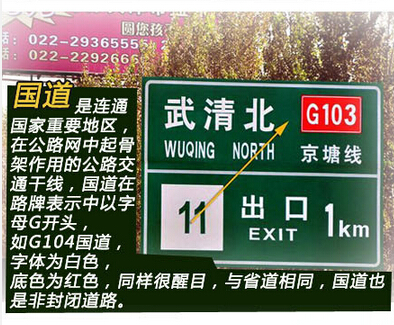 圆您孩
:022-29365555
话:022-2292666
国道 是连通
国家重要地区，
在公路网中起骨
架作用的公路交
通干线，国道在
路牌表示中以字
母G开头，
如G104国道，
字体为白色，
底色为红色，同样很醒目，与省道相同，国道也
是非封闭道路。
武清北 G103
WUQING NORTH 京塘线
11 出口 1km
EXIT